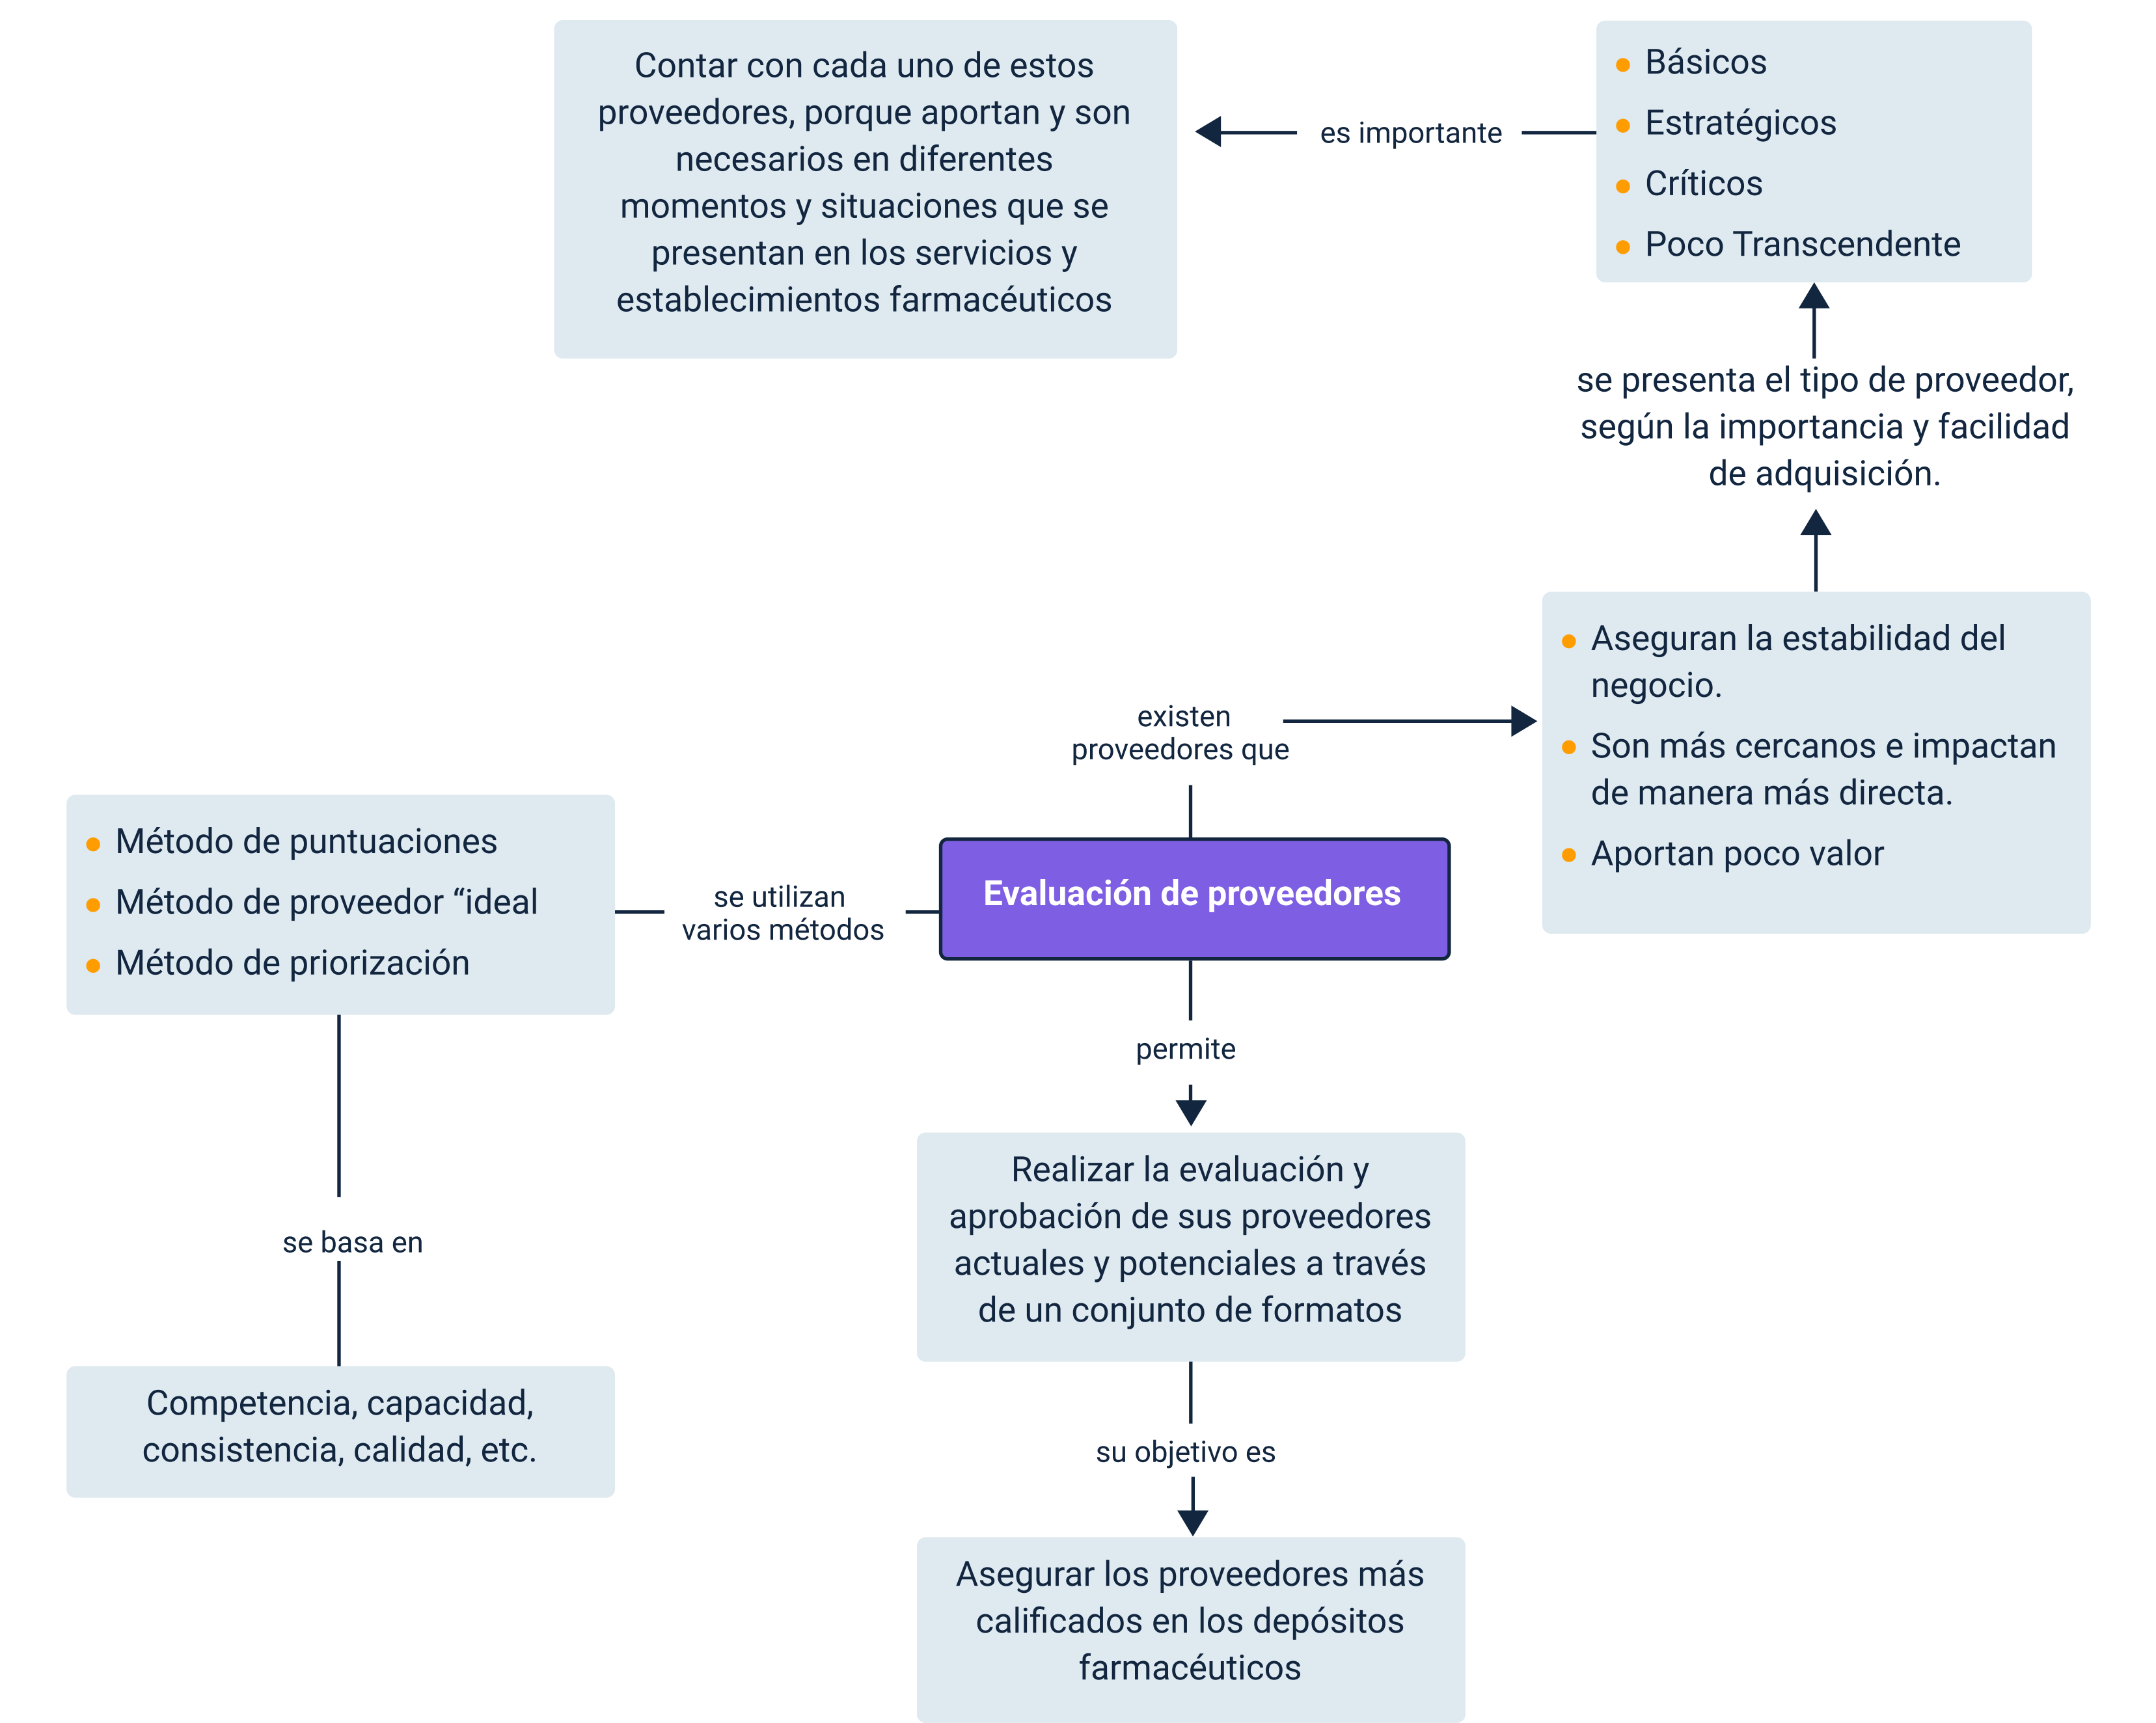 Contar con cada uno de estos
proveedores, porque aportan y son
necesarios en diferentes
momentos y situaciones que se
presentan en los servicios y
establecimientos farmacéuticos
es importante
Básicos
Estratégicos
Críticos
Poco Transcendente
se presenta el tipo de proveedor,
según la importancia y facilidad
de adquisición.
Aseguran la estabilidad del
negocio.
Son más cercanos e impactan
de manera más directa.
Aportan poco valor
existen
proveedores que
Evaluación de proveedores
se utilizan
varios métodos
Método de puntuaciones
Método de proveedor “ideal
Método de priorización
se basa en
Competencia, capacidad,
consistencia, calidad, etc.
permite
Realizar la evaluación y
aprobación de sus proveedores
actuales y potenciales a través
de un conjunto de formatos
su objetivo es
Asegurar los proveedores más
calificados en los depósitos
farmacéuticos